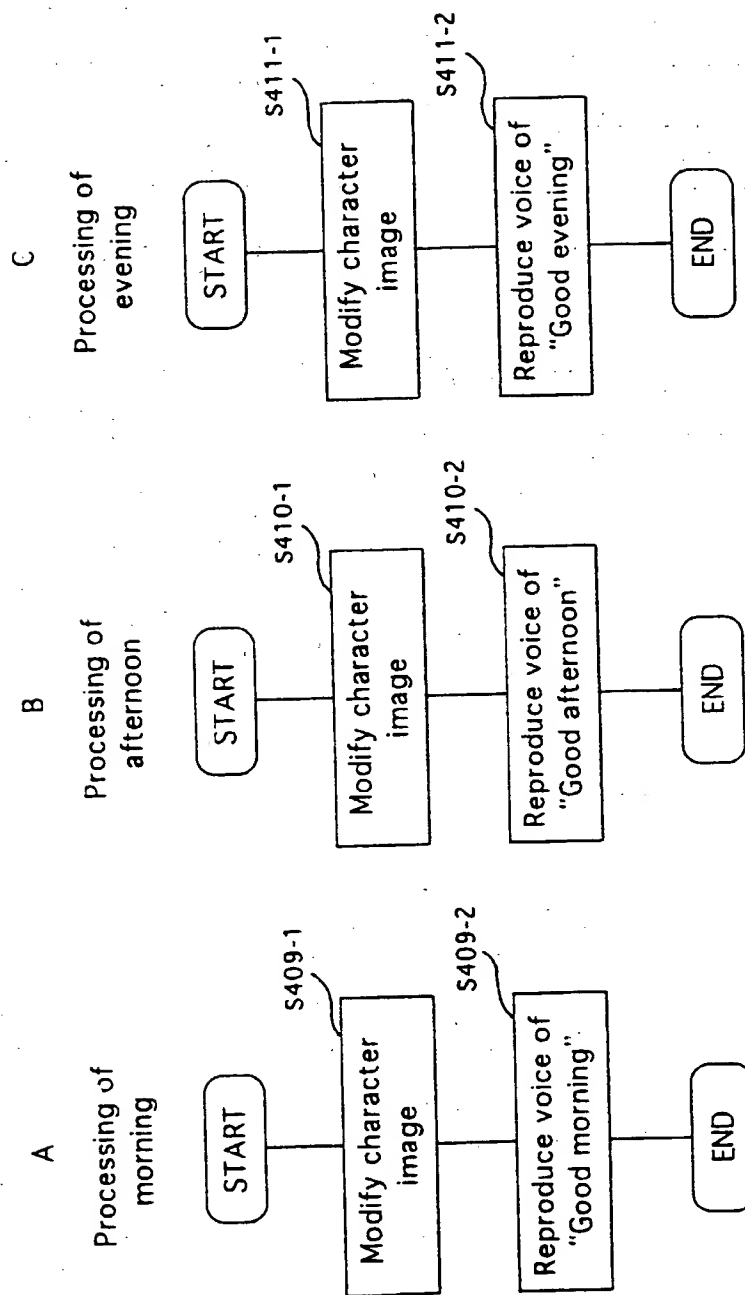 A
Processing of
morning
START
S409-1
Modify character
image
S409-2
Reproduce voice of
"Good morning"
END
B
Processing of
afternoon
START
S410-1
Modify character
image
S410-2
Reproduce voice of
"Good afternoon"
END
C
Processing of
evening
START
S411-1
Modify character
image
S411-2
Reproduce voice of
"Good evening"
END